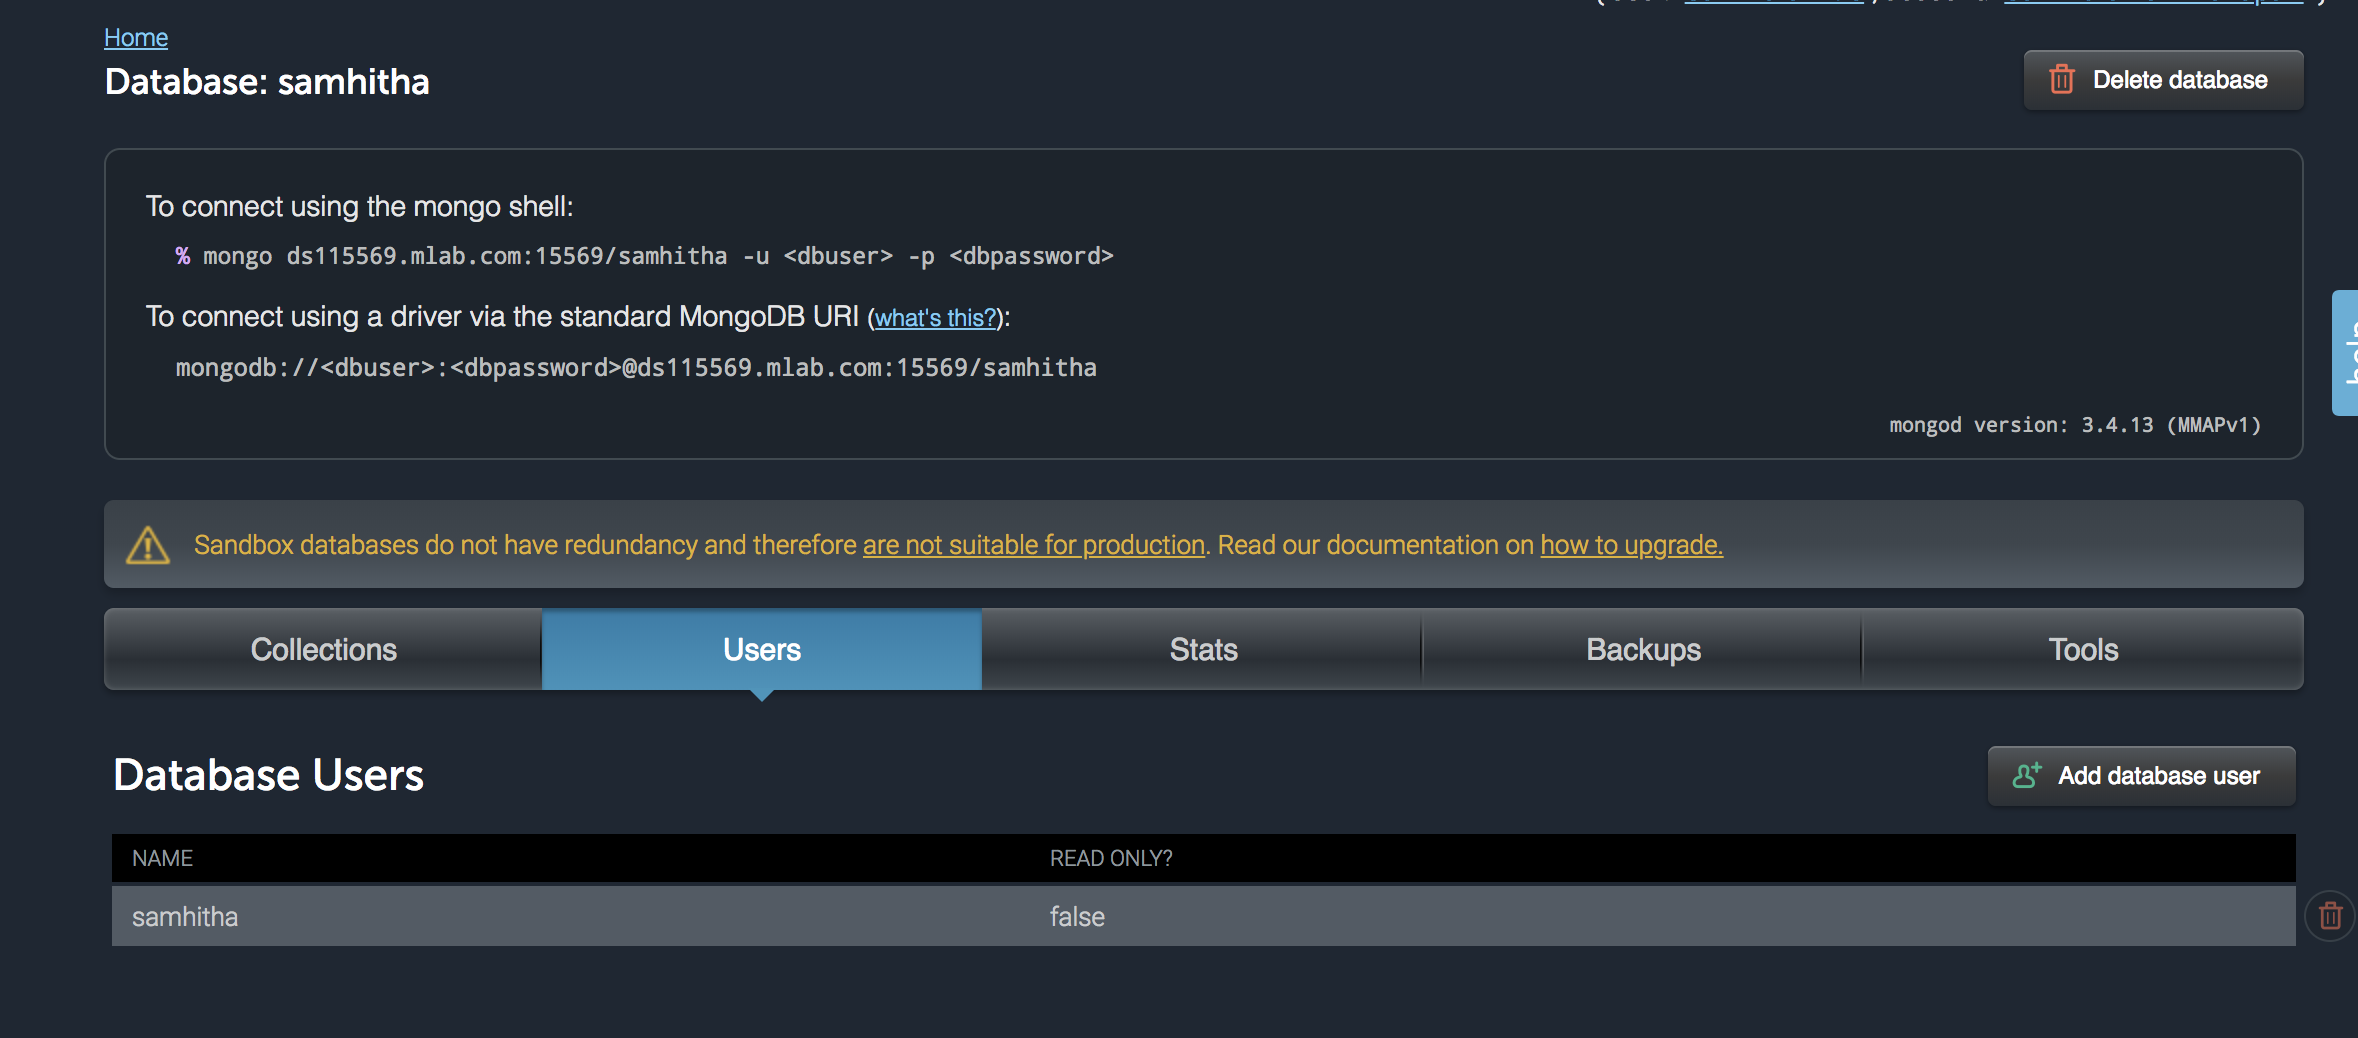 Home
Database: samhitha
Delete database
To connect using the mongo shell:
% mongo ds115569.mlab.com:15569/samhitha -u <dbuser> -p <dbpassword>
To connect using a driver via the standard MongoDB URI (what's this?):
mongodb://<dbuser>:<dbpassword>@ds115569.mlab.com:15569/samhitha
mongod version: 3.4.13 (MMAPv1)
help
Sandbox databases do not have redundancy and therefore are not suitable for production. Read our documentation on how to upgrade.
Collections
Users
Stats
Backups
Tools
Database Users
Add database user
NAME READ ONLY?
samhitha false